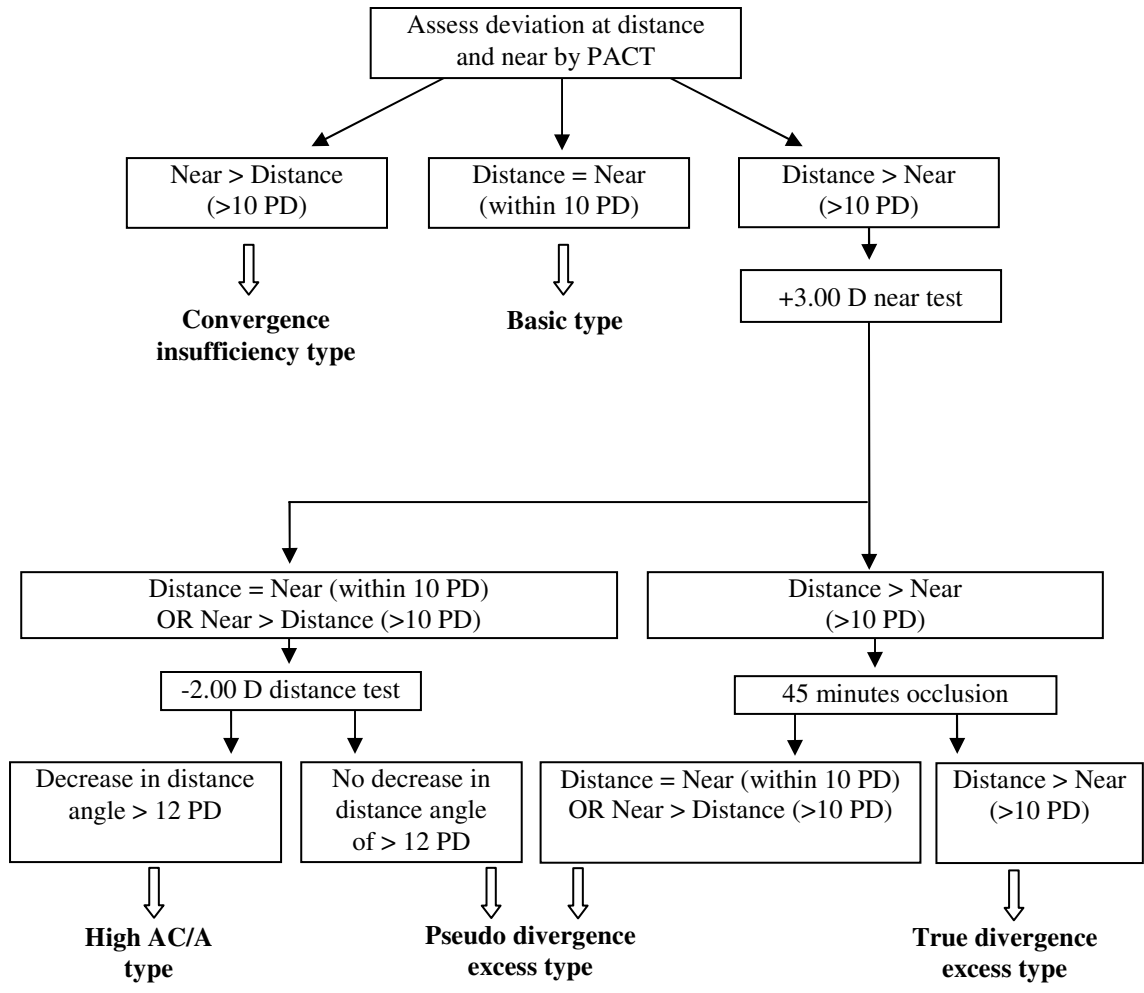 Assess deviation at distance
and near by PACT
Near > Distance
(>10 PD)
Distance = Near
(within 10 PD)
Distance > Near
(>10 PD)
+3.00 D near test
Convergence
insufficiency type
Basic type
Distance = Near (within 10 PD)
OR Near > Distance (>10 PD)
Distance > Near
(>10 PD)
-2.00 D distance test
45 minutes occlusion
Decrease in distance
angle > 12 PD
No decrease in
distance angle
of > 12 PD
Distance = Near (within 10 PD)
OR Near > Distance (>10 PD)
Distance > Near
(>10 PD)
High AC/A
type
Pseudo divergence
excess type
True divergence
excess type